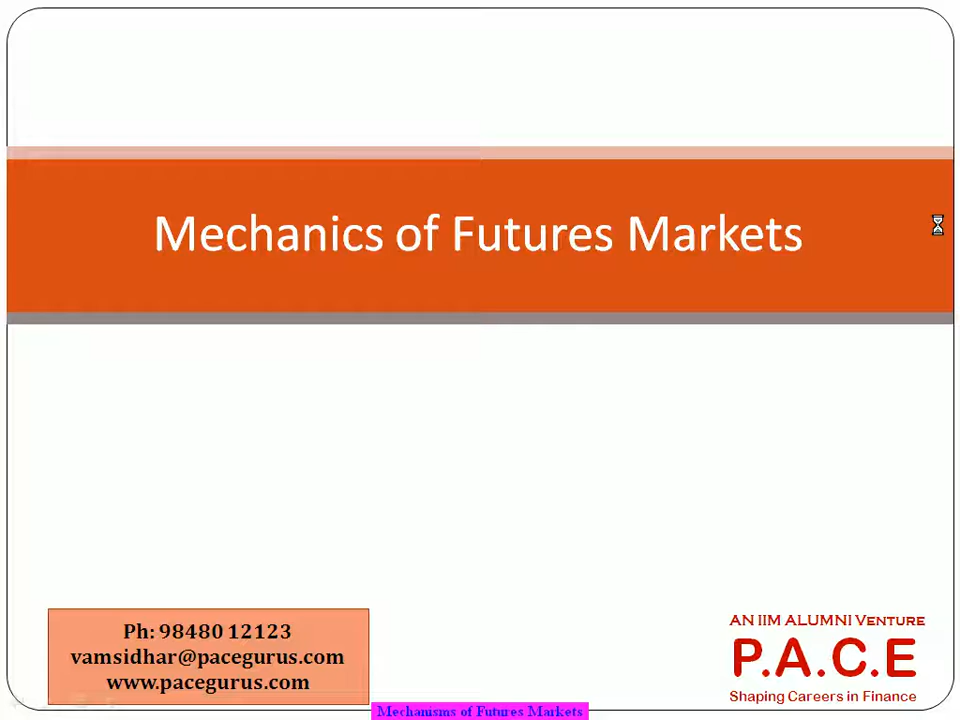 Mechanics of Futures Markets
Ph: 98480 12123
vamsidhar@pacegurus.com
www.pacegurus.com
AN IIM ALUMNI Venture
P.A.C.E
Shaping Careers in Finance
Mechanisms of Futures Markets